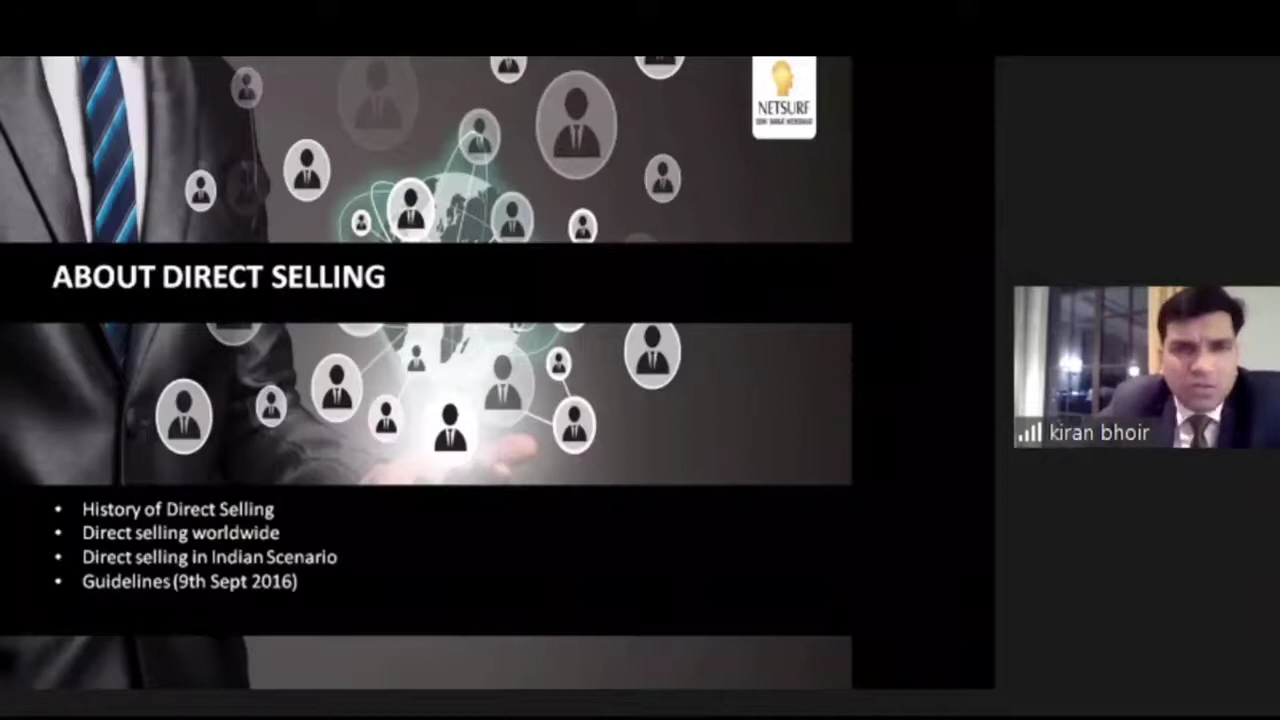 NETSURF
ABOUT DIRECT SELLING
• History of Direct Selling
• Direct selling worldwide
• Direct selling in Indian Scenario
• Guidelines (9th Sept 2016)
kiran bhoir